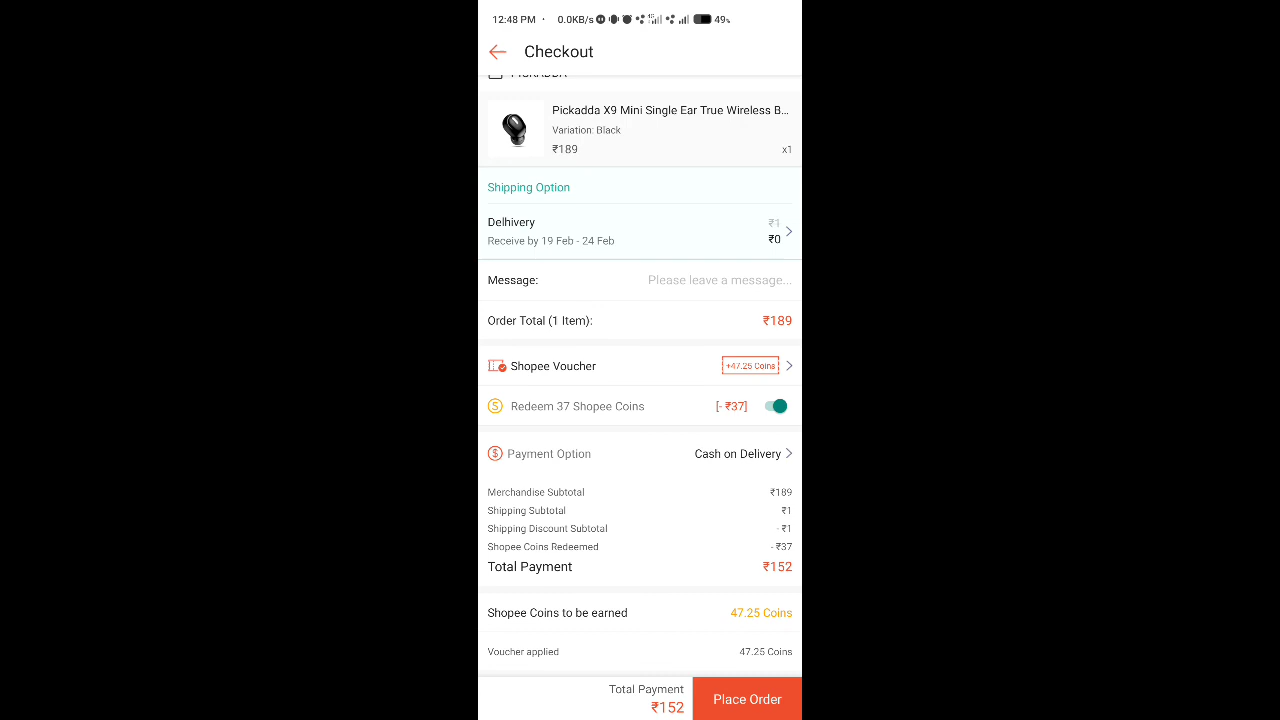 12:48 PM · 0.0KB/s 4G 49%
Checkout
PICKADDA
Pickadda X9 Mini Single Ear True Wireless B...
Variation: Black
₹189 x1
Shipping Option
Delhivery ₹1
Receive by 19 Feb - 24 Feb ₹0
Message: Please leave a message...
Order Total (1 Item): ₹189
Shopee Voucher +47.25 Coins
S Redeem 37 Shopee Coins [- ₹37]
$ Payment Option Cash on Delivery
Merchandise Subtotal ₹189
Shipping Subtotal ₹1
Shipping Discount Subtotal - ₹1
Shopee Coins Redeemed - ₹37
Total Payment ₹152
Shopee Coins to be earned 47.25 Coins
Voucher applied 47.25 Coins
Total Payment
₹152
Place Order